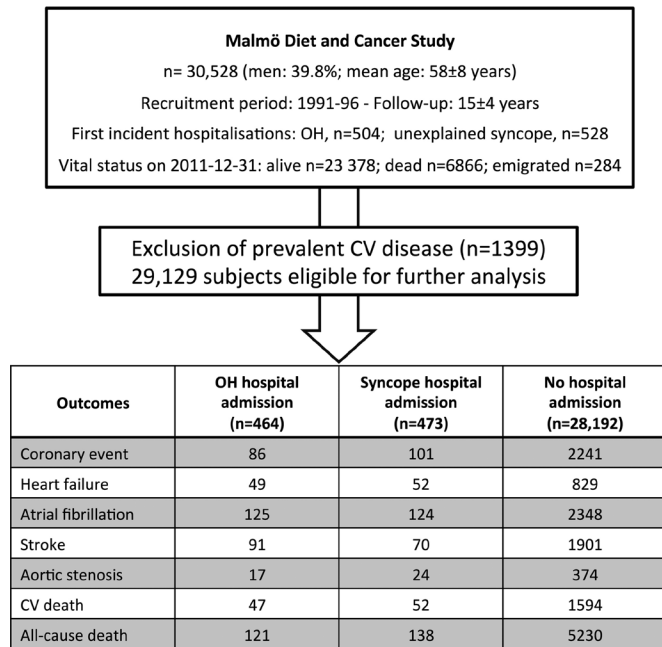 Malmö Diet and Cancer Study
n= 30,528 (men: 39.8%; mean age: 58±8 years)
Recruitment period: 1991-96 - Follow-up: 15±4 years
First incident hospitalisations: OH, n=504; unexplained syncope, n=528
Vital status on 2011-12-31: alive n=23 378; dead n=6866; emigrated n=284
Exclusion of prevalent CV disease (n=1399)
29,129 subjects eligible for further analysis
Outcomes
OH hospital
admission
(n=464)
Syncope hospital
admission
(n=473)
No hospital
admission
(n=28,192)
Coronary event 86 101 2241
Heart failure 49 52 829
Atrial fibrillation 125 124 2348
Stroke 91 70 1901
Aortic stenosis 17 24 374
CV death 47 52 1594
All-cause death 121 138 5230